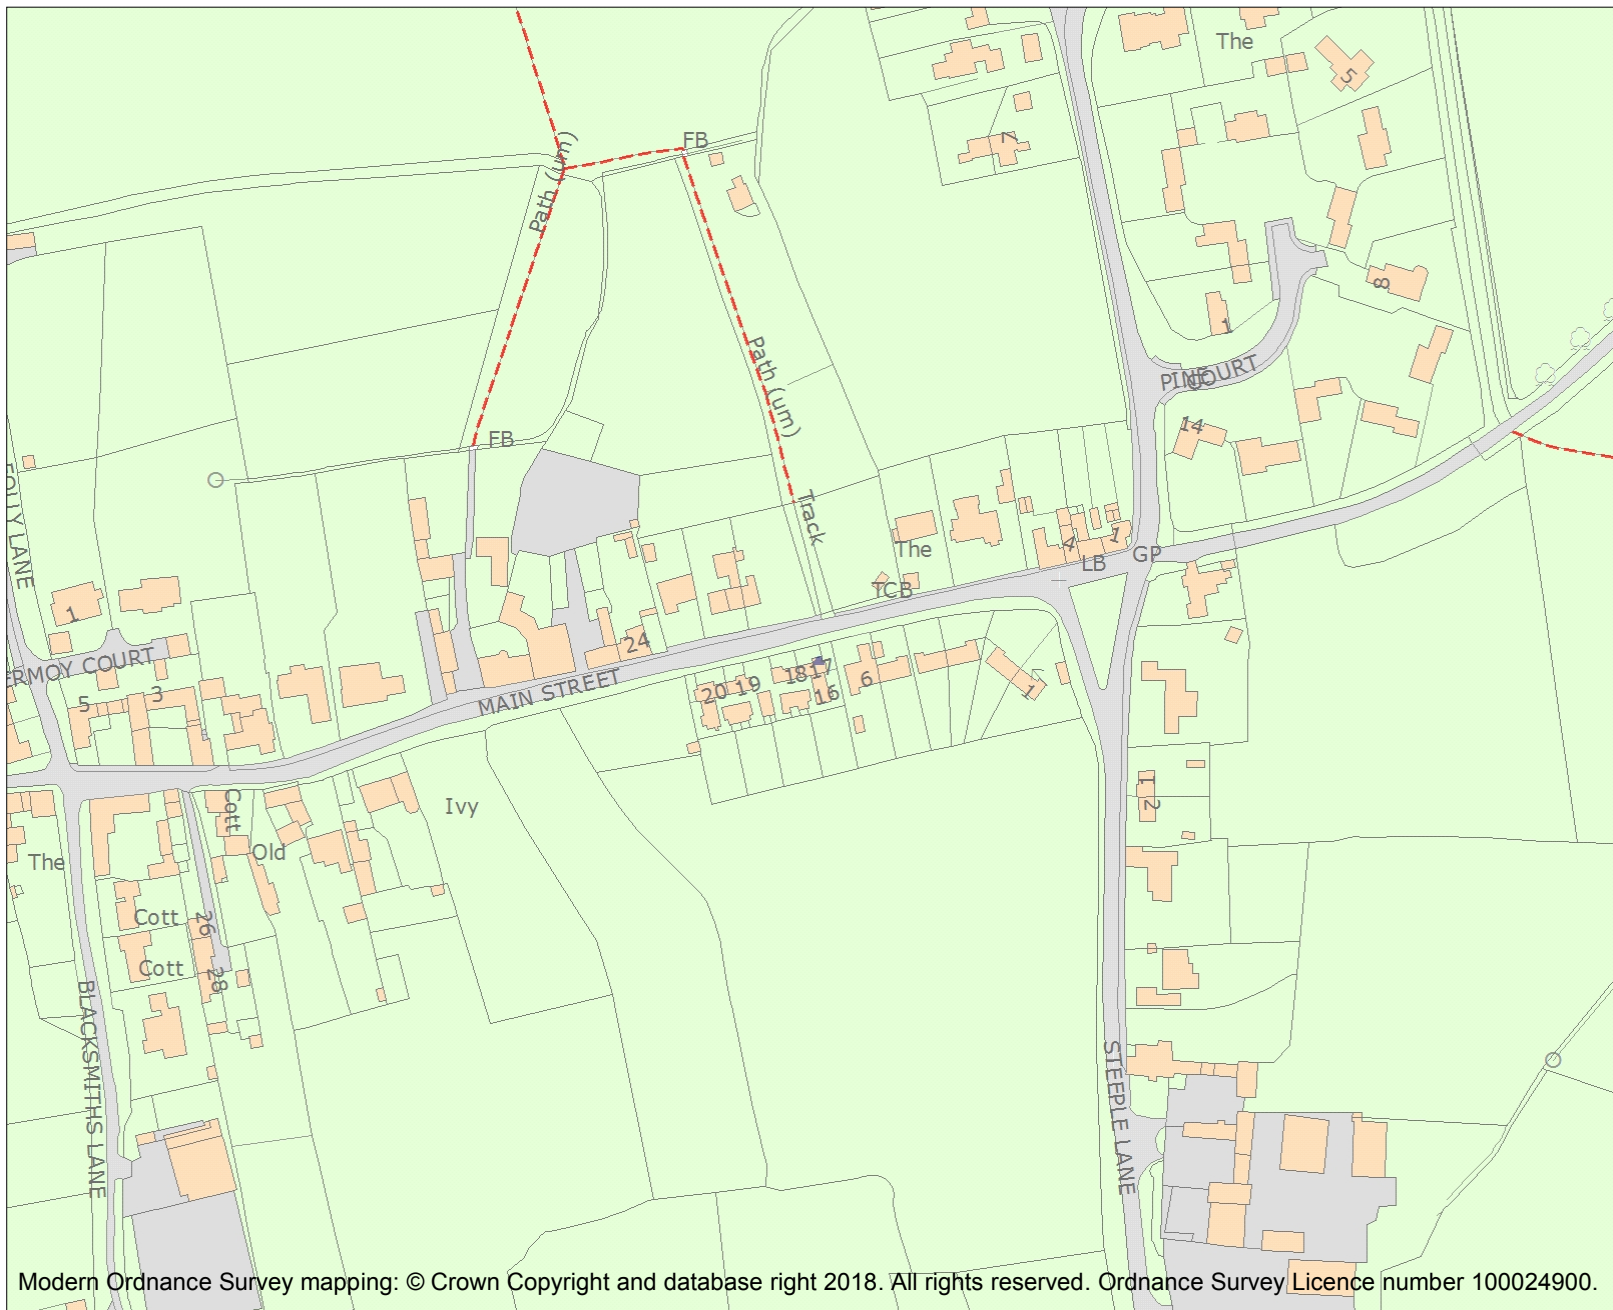 The
5
FB
7
Path (um)
8
1
Path (um)
PINE COURT
14
FB
FOLLY LANE
Track
The
4
1
LB
GP
TCB
1
24
ERMOY COURT
MAIN STREET
5
3
20
19
18
17
16
6
1
12
Ivy
Cott
Old
The
Cott
26
Cott
28
BLACKSMITHS LANE
STEEPLE LANE
Modern Ordnance Survey mapping: © Crown Copyright and database right 2018. All rights reserved. Ordnance Survey Licence number 100024900.